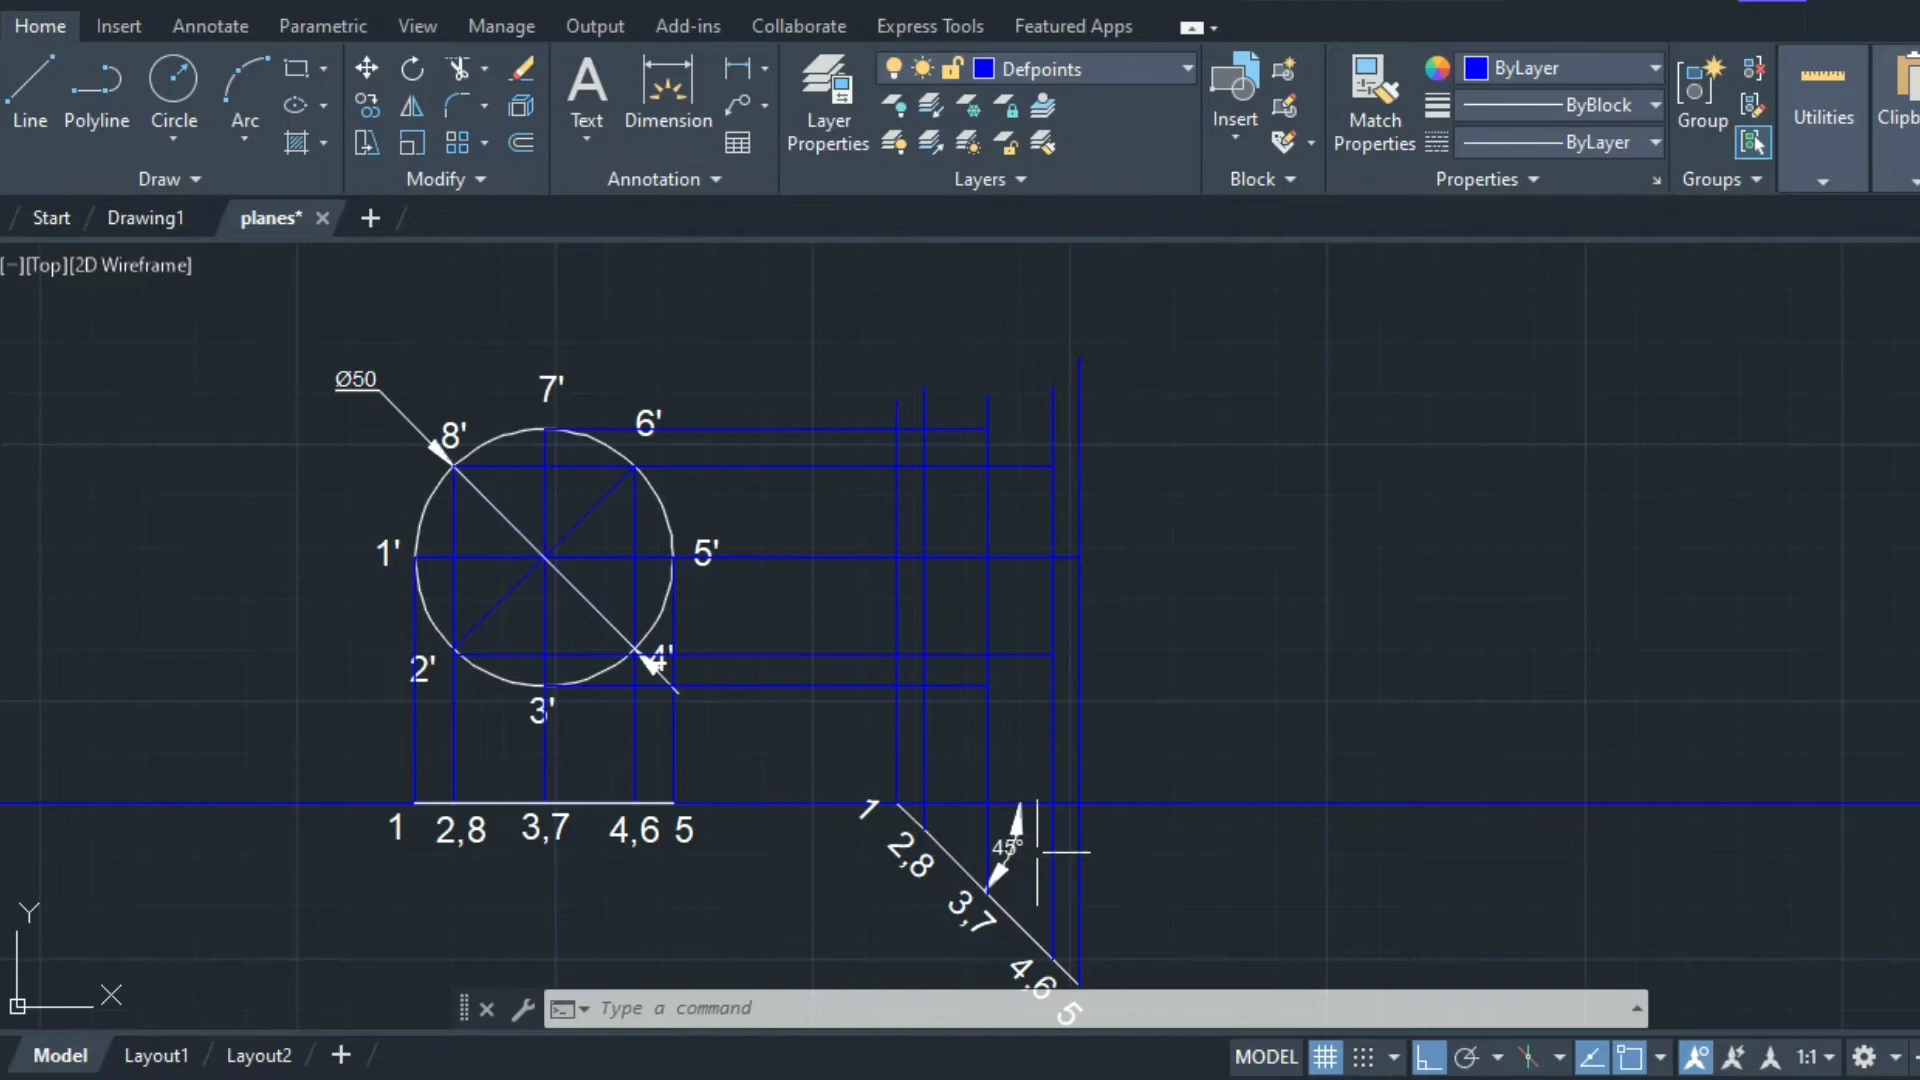 Home Insert Annotate Parametric View Manage Output Add-ins Collaborate Express Tools Featured Apps
Line Polyline Circle Arc
Text Dimension
Layer Properties
Defpoints
Insert
Match Properties
ByLayer
ByBlock
ByLayer
Group
Utilities
Draw Modify Annotation Layers Block Properties Groups
Start Drawing1 planes*
[−][Top][2D Wireframe]
Ø50
7'
8'
6'
1'
5'
2'
4'
3'
1 2,8 3,7 4,6 5
1
2,8
3,7
4,6
5
45°
Y
X
Type a command
Model Layout1 Layout2
MODEL 1:1